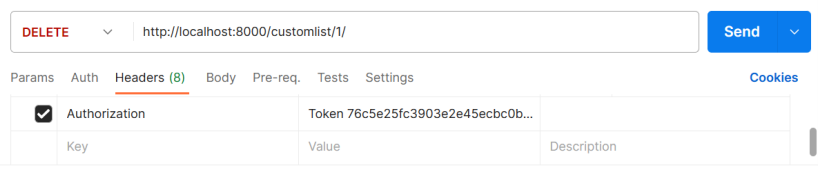 DELETE http://localhost:8000/customlist/1/ Send
Params Auth Headers (8) Body Pre-req. Tests Settings Cookies
Authorization Token 76c5e25fc3903e2e45ecbc0b...
Key Value Description